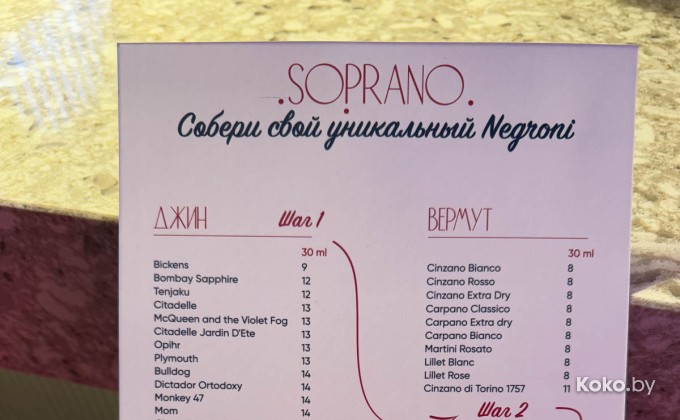 .SOPRANO.
Собери свой уникальный Negroni
ДЖИН
Шаг 1
30 ml
Bickens 9
Bombay Sapphire 12
Tenjaku 12
Citadelle 13
McQueen and the Violet Fog 13
Citadelle Jardin D'Ete 13
Opihr 13
Plymouth 13
Bulldog 14
Dictador Ortodoxy 14
Monkey 47 14
Mom 14
ВЕРМУТ
30 ml
Cinzano Bianco 8
Cinzano Rosso 8
Cinzano Extra Dry 8
Carpano Classico 8
Carpano Extra dry 8
Carpano Bianco 8
Martini Rosato 8
Lillet Blanc 8
Lillet Rose 8
Cinzano di Torino 1757 11
Шаг 2
Koko.by